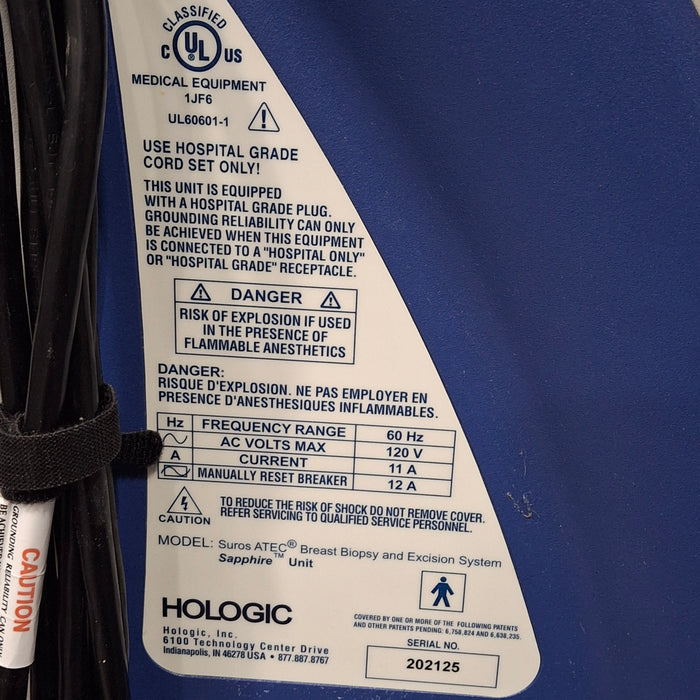 CLASSIFIED
C UL ® US
MEDICAL EQUIPMENT
1JF6
UL60601-1
USE HOSPITAL GRADE
CORD SET ONLY!
THIS UNIT IS EQUIPPED
WITH A HOSPITAL GRADE PLUG.
GROUNDING RELIABILITY CAN ONLY
BE ACHIEVED WHEN THIS EQUIPMENT
IS CONNECTED TO A "HOSPITAL ONLY"
OR "HOSPITAL GRADE" RECEPTACLE.
DANGER
RISK OF EXPLOSION IF USED
IN THE PRESENCE OF
FLAMMABLE ANESTHETICS
DANGER:
RISQUE D'EXPLOSION. NE PAS EMPLOYER EN
PRESENCE D'ANESTHESIQUES INFLAMMABLES.
Hz FREQUENCY RANGE 60 Hz
AC VOLTS MAX 120 V
A CURRENT 11 A
MANUALLY RESET BREAKER 12 A
CAUTION
TO REDUCE THE RISK OF SHOCK DO NOT REMOVE COVER.
REFER SERVICING TO QUALIFIED SERVICE PERSONNEL.
MODEL: Suros ATEC® Breast Biopsy and Excision System
Sapphire™ Unit
HOLOGIC
Hologic, Inc.
6100 Technology Center Drive
Indianapolis, IN 46278 USA • 877.887.8767
COVERED BY ONE OR MORE OF THE FOLLOWING PATENTS
AND OTHER PATENTS PENDING: 6,758,824 AND 6,638,235.
SERIAL NO.
202125
CAUTION
GROUNDING RELIABILITY CAN ONLY
BE ACHIEVED